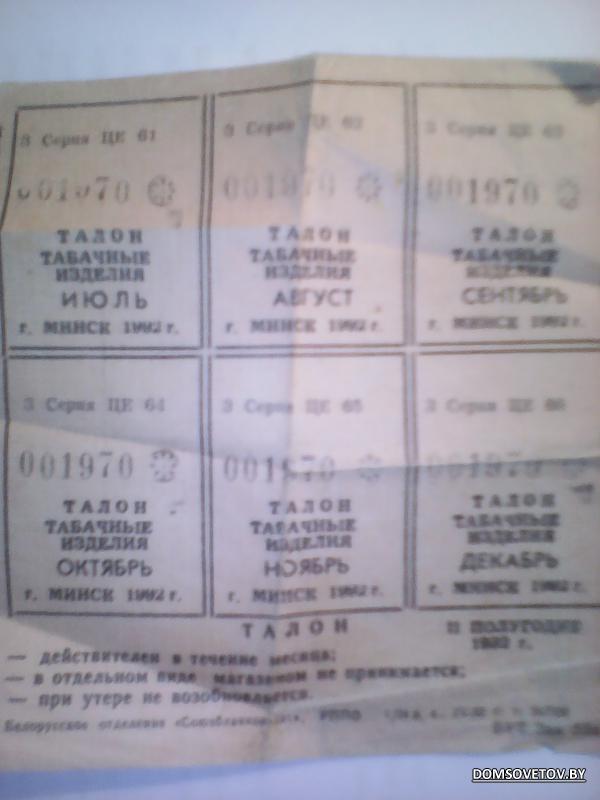 3 Серия ЦЕ 61
001970
ТАЛОН
ТАБАЧНЫЕ
ИЗДЕЛИЯ
ИЮЛЬ
г. МИНСК 1992 г.
3 Серия ЦЕ 62
001970
ТАЛОН
ТАБАЧНЫЕ
ИЗДЕЛИЯ
АВГУСТ
г. МИНСК 1992 г.
3 Серия ЦЕ 63
001970
ТАЛОН
ТАБАЧНЫЕ
ИЗДЕЛИЯ
СЕНТЯБРЬ
г. МИНСК 1992 г.
3 Серия ЦЕ 64
001970
ТАЛОН
ТАБАЧНЫЕ
ИЗДЕЛИЯ
ОКТЯБРЬ
г. МИНСК 1992 г.
3 Серия ЦЕ 65
001970
ТАЛОН
ТАБАЧНЫЕ
ИЗДЕЛИЯ
НОЯБРЬ
г. МИНСК 1992 г.
3 Серия ЦЕ 66
001970
ТАЛОН
ТАБАЧНЫЕ
ИЗДЕЛИЯ
ДЕКАБРЬ
г. МИНСК 1992 г.
ТАЛОН
II ПОЛУГОДИЕ
1992 г.
— действителен в течение месяца;
— в отдельном виде магазином не принимается;
— при утере не возобновляется.
Белорусское отделение
DOMSOVETOV.BY